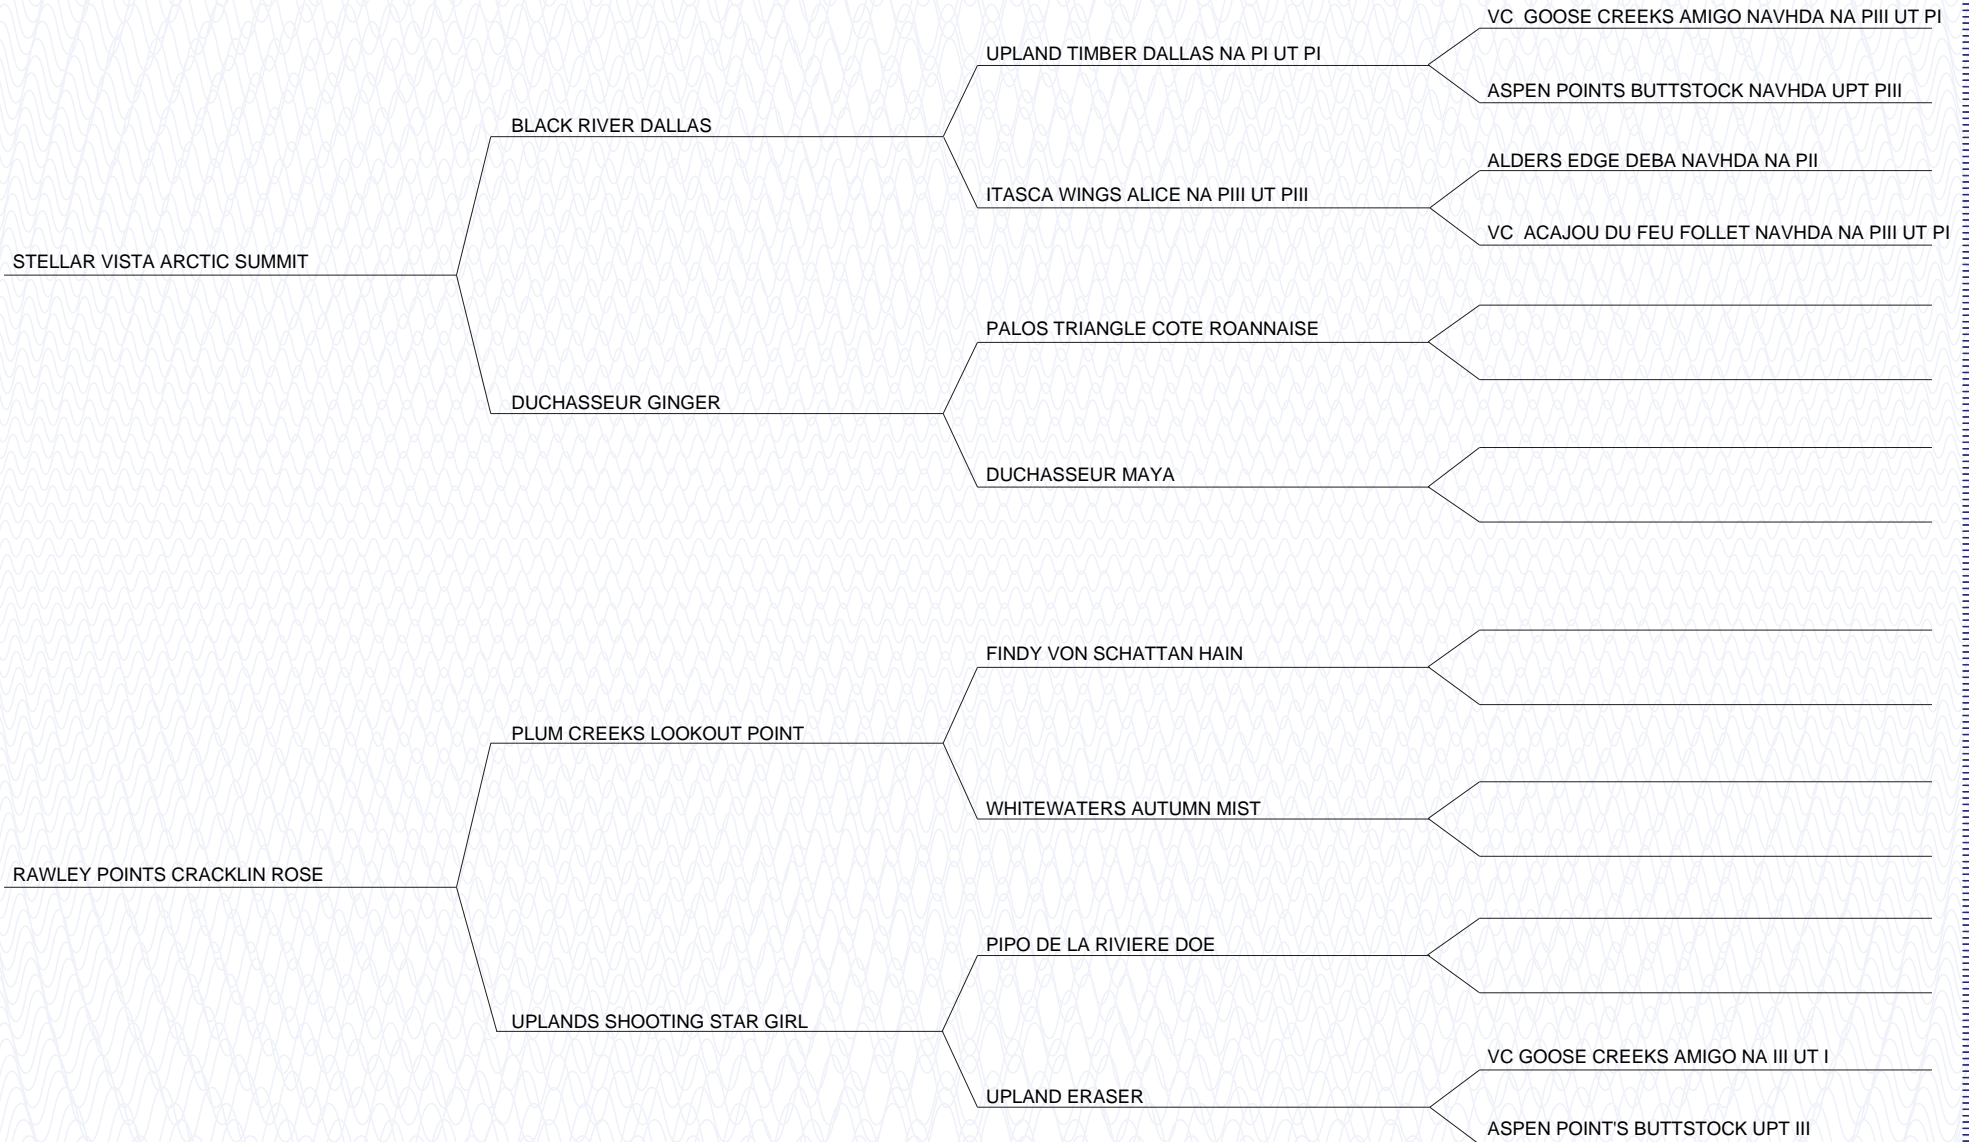 VC  GOOSE CREEKS AMIGO NAVHDA NA PIII UT PI
UPLAND TIMBER DALLAS NA PI UT PI
ASPEN POINTS BUTTSTOCK NAVHDA UPT PIII
BLACK RIVER DALLAS
ALDERS EDGE DEBA NAVHDA NA PII
ITASCA WINGS ALICE NA PIII UT PIII
VC  ACAJOU DU FEU FOLLET NAVHDA NA PIII UT PI
STELLAR VISTA ARCTIC SUMMIT
PALOS TRIANGLE COTE ROANNAISE
DUCHASSEUR GINGER
DUCHASSEUR MAYA
FINDY VON SCHATTAN HAIN
PLUM CREEKS LOOKOUT POINT
WHITEWATERS AUTUMN MIST
RAWLEY POINTS CRACKLIN ROSE
PIPO DE LA RIVIERE DOE
UPLANDS SHOOTING STAR GIRL
VC GOOSE CREEKS AMIGO NA III UT I
UPLAND ERASER
ASPEN POINT'S BUTTSTOCK UPT III